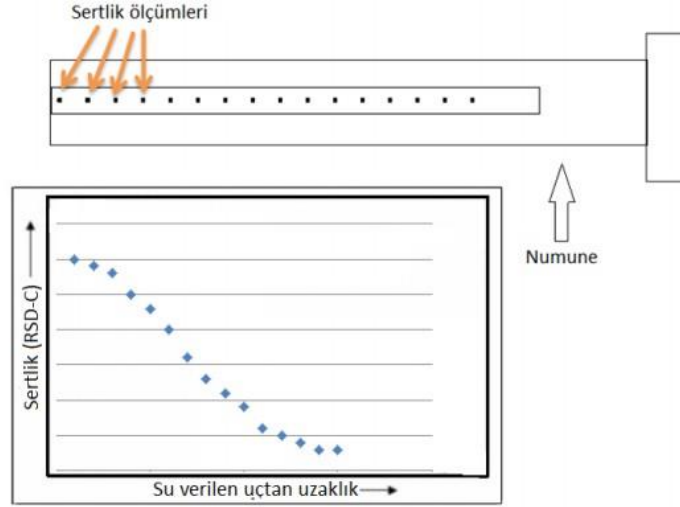 Sertlik ölçümleri
Numune
Sertlik (RSD-C)
Su verilen uçtan uzaklık